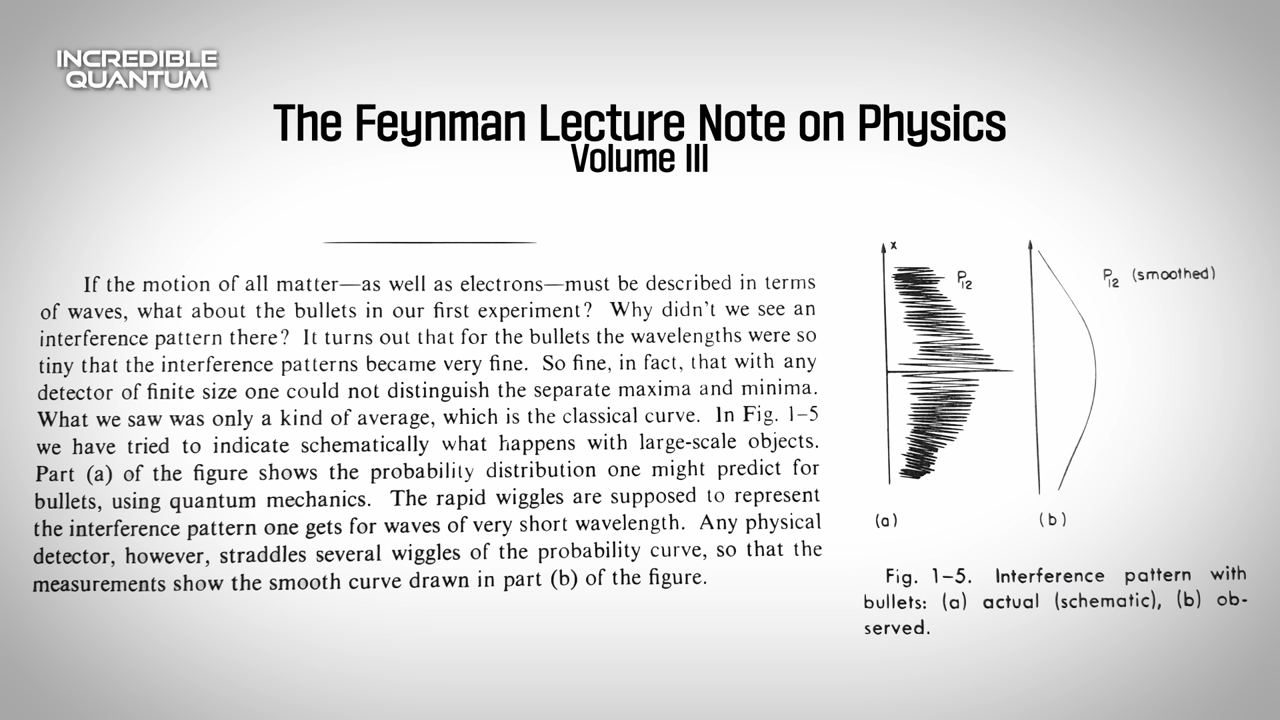 INCREDIBLE
QUANTUM
The Feynman Lecture Note on Physics
Volume III
If the motion of all matter—as well as electrons—must be described in terms
of waves, what about the bullets in our first experiment? Why didn't we see an
interference pattern there? It turns out that for the bullets the wavelengths were so
tiny that the interference patterns became very fine. So fine, in fact, that with any
detector of finite size one could not distinguish the separate maxima and minima.
What we saw was only a kind of average, which is the classical curve. In Fig. 1–5
we have tried to indicate schematically what happens with large-scale objects.
Part (a) of the figure shows the probability distribution one might predict for
bullets, using quantum mechanics. The rapid wiggles are supposed to represent
the interference pattern one gets for waves of very short wavelength. Any physical
detector, however, straddles several wiggles of the probability curve, so that the
measurements show the smooth curve drawn in part (b) of the figure.
x
P12
P12 (smoothed)
(a)
(b)
Fig. 1–5. Interference pattern with
bullets: (a) actual (schematic), (b) ob-
served.